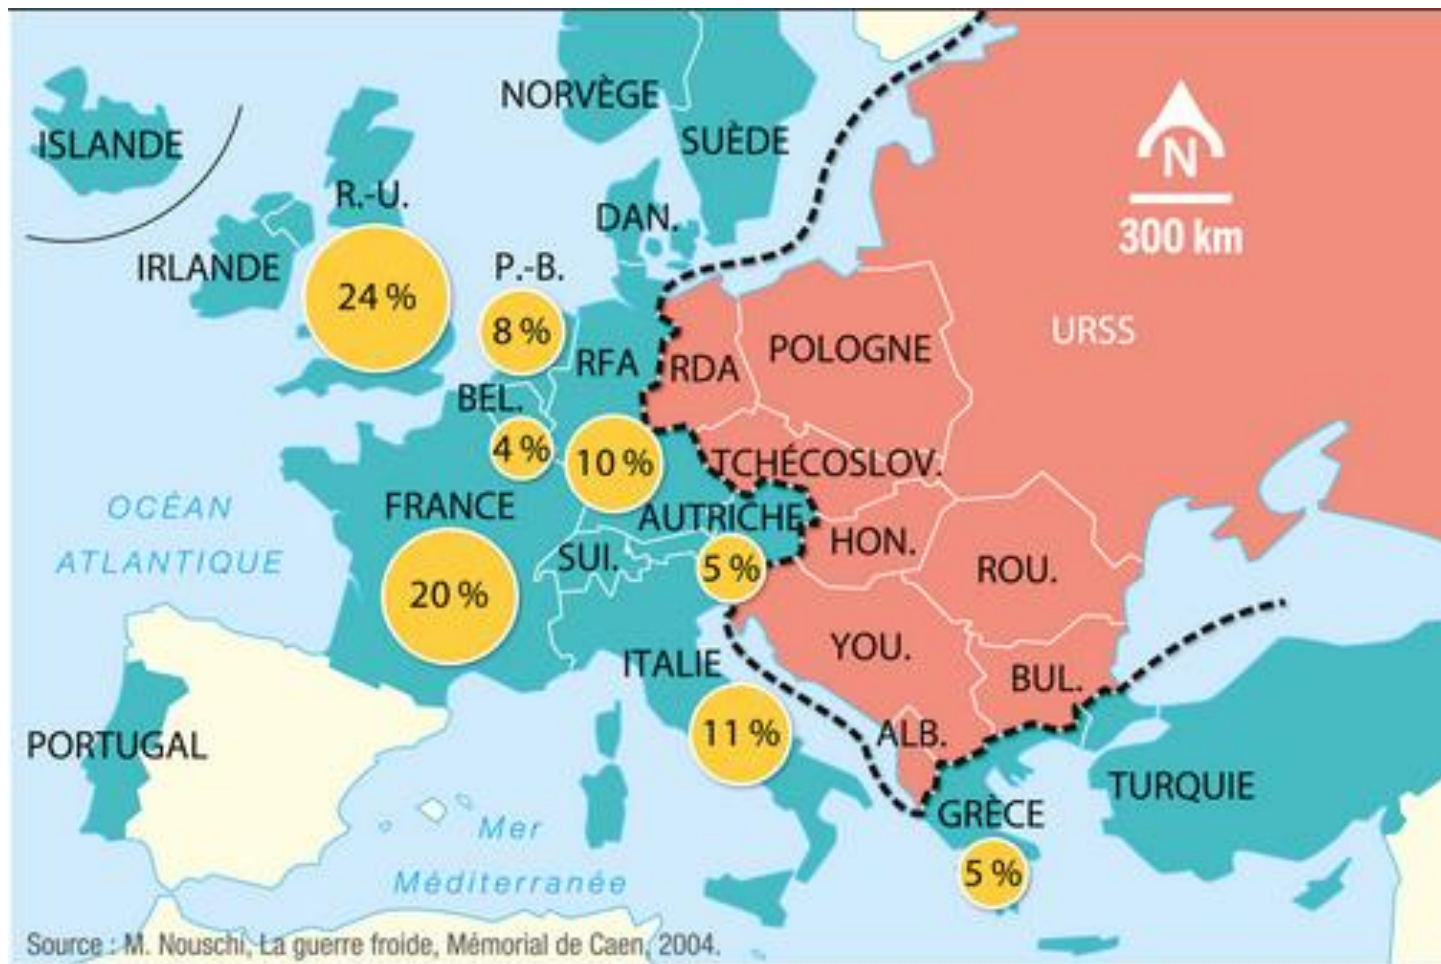 NORVÈGE
SUÈDE
ISLANDE
R.-U.
DAN.
N
300 km
IRLANDE
P.-B.
24 %
8 %
RFA
RDA
POLOGNE
URSS
BEL.
4 %
10 %
TCHÉCOSLOV.
OCÉAN
ATLANTIQUE
FRANCE
AUTRICHE
HON.
SUI.
5 %
ROU.
20 %
ITALIE
YOU.
BUL.
PORTUGAL
11 %
ALB.
TURQUIE
GRÈCE
Mer
Méditerranée
5 %
Source : M. Nouschi, La guerre froide, Mémorial de Caen, 2004.